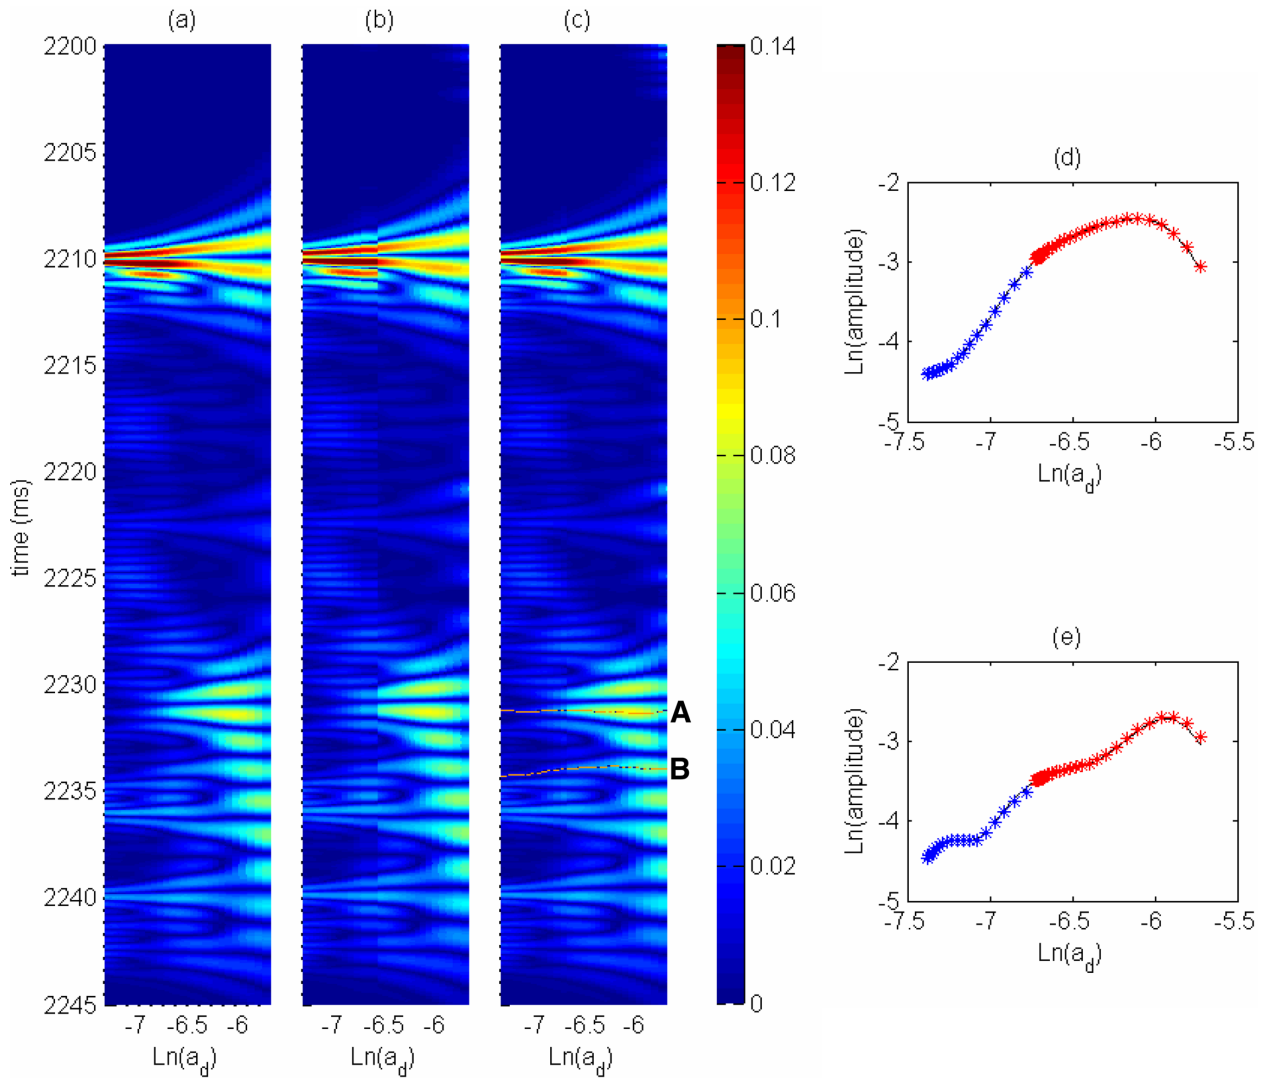 (a) (b) (c)
2200
2205
2210
2215
2220
2225
2230
2235
2240
2245
time (ms)
-7 -6.5 -6
Ln(a_d)
-7 -6.5 -6
Ln(a_d)
-7 -6.5 -6
Ln(a_d)
A
B
0.14
0.12
0.1
0.08
0.06
0.04
0.02
0
(d)
-2
-3
-4
-5
Ln(amplitude)
-7.5 -7 -6.5 -6 -5.5
Ln(a_d)
(e)
-2
-3
-4
-5
Ln(amplitude)
-7.5 -7 -6.5 -6 -5.5
Ln(a_d)